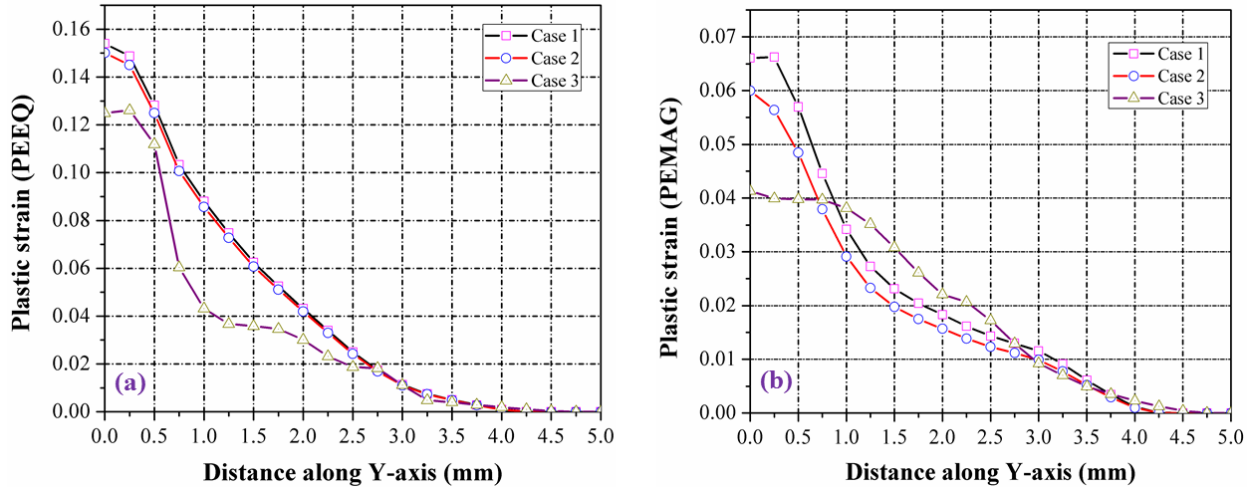 Plastic strain (PEEQ)
0.16
0.14
0.12
0.10
0.08
0.06
0.04
0.02
0.00
Case 1
Case 2
Case 3
(a)
0.0 0.5 1.0 1.5 2.0 2.5 3.0 3.5 4.0 4.5 5.0
Distance along Y-axis (mm)
Plastic strain (PEMAG)
0.07
0.06
0.05
0.04
0.03
0.02
0.01
0.00
Case 1
Case 2
Case 3
(b)
0.0 0.5 1.0 1.5 2.0 2.5 3.0 3.5 4.0 4.5 5.0
Distance along Y-axis (mm)